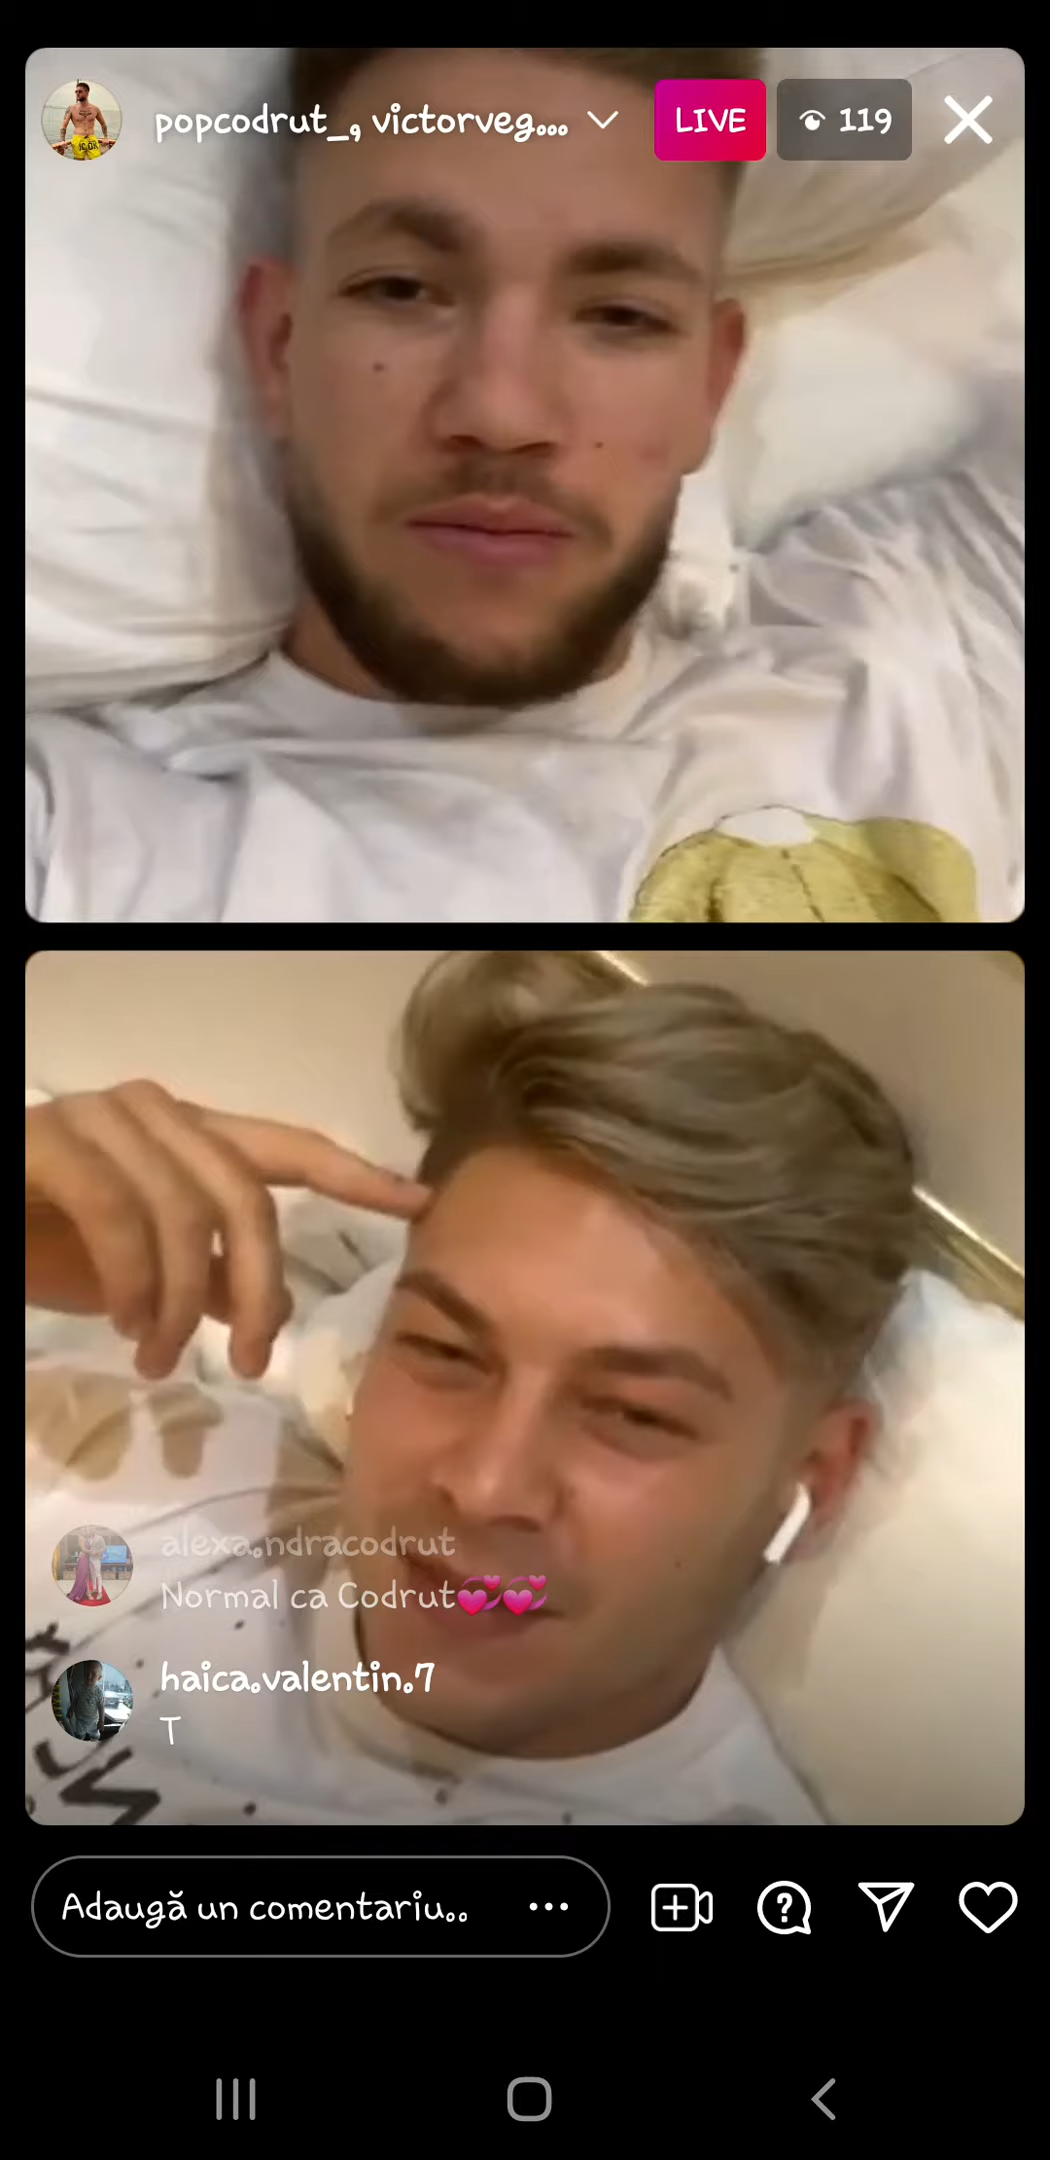 popcodrut_, victorveg...
LIVE
119
alexa.ndracodrut
Normal ca Codrut💞💞
haica.valentin.7
T
Adaugă un comentariu..